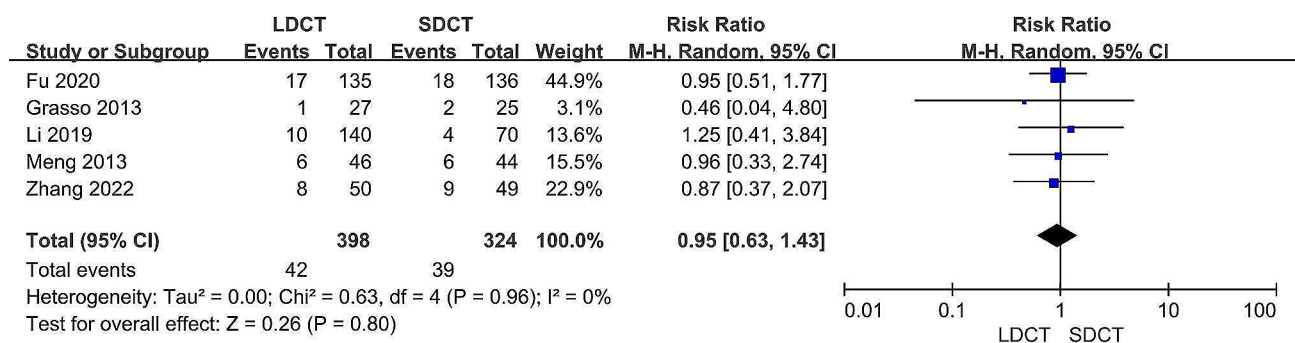 LDCT SDCT Risk Ratio Risk Ratio
Study or Subgroup Events Total Events Total Weight M-H, Random, 95% CI M-H, Random, 95% CI
Fu 2020 17 135 18 136 44.9% 0.95 [0.51, 1.77]
Grasso 2013 1 27 2 25 3.1% 0.46 [0.04, 4.80]
Li 2019 10 140 4 70 13.6% 1.25 [0.41, 3.84]
Meng 2013 6 46 6 44 15.5% 0.96 [0.33, 2.74]
Zhang 2022 8 50 9 49 22.9% 0.87 [0.37, 2.07]
Total (95% CI) 398 324 100.0% 0.95 [0.63, 1.43]
Total events 42 39
Heterogeneity: Tau² = 0.00; Chi² = 0.63, df = 4 (P = 0.96); I² = 0%
Test for overall effect: Z = 0.26 (P = 0.80)
0.01 0.1 1 10 100
LDCT SDCT